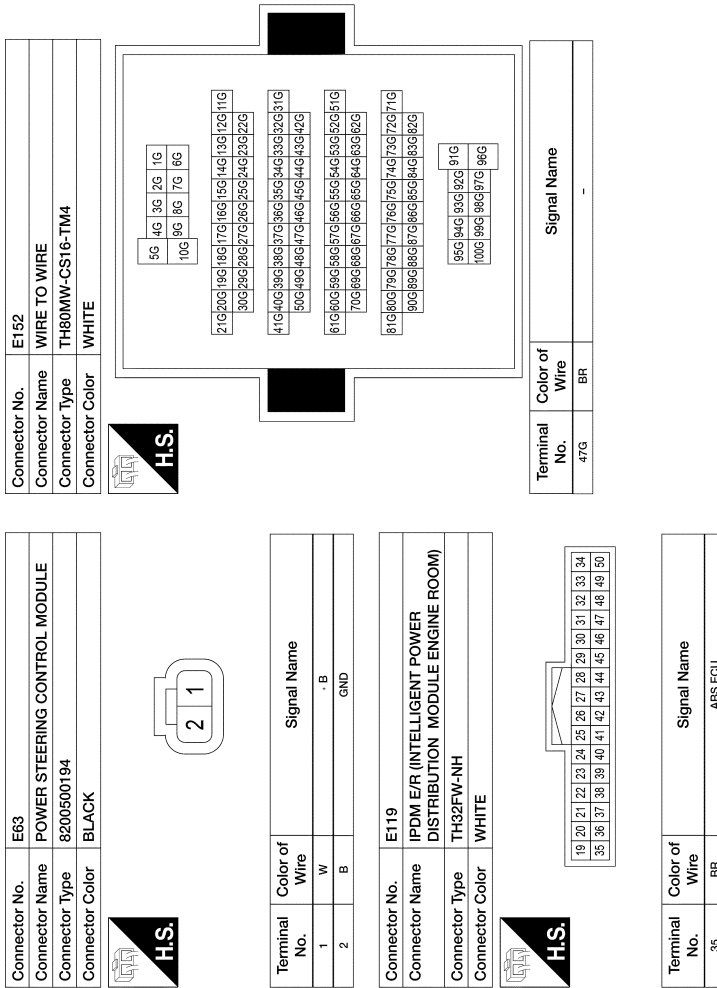 Connector No. E63
Connector Name POWER STEERING CONTROL MODULE
Connector Type 8200500194
Connector Color BLACK
H.S.
2 1
Terminal No. Color of Wire Signal Name
1 W · B
2 B GND
Connector No. E119
Connector Name IPDM E/R (INTELLIGENT POWER DISTRIBUTION MODULE ENGINE ROOM)
Connector Type TH32FW-NH
Connector Color WHITE
H.S.
19 20 21 22 23 24 25 26 27 28 29 30 31 32 33 34
35 36 37 38 39 40 41 42 43 44 45 46 47 48 49 50
Terminal No. Color of Wire Signal Name
35 BR ABS ECU
Connector No. E152
Connector Name WIRE TO WIRE
Connector Type TH80MW-CS16-TM4
Connector Color WHITE
H.S.
5G 4G 3G 2G 1G
10G 9G 8G 7G 6G
21G 20G 19G 18G 17G 16G 15G 14G 13G 12G 11G
30G 29G 28G 27G 26G 25G 24G 23G 22G
41G 40G 39G 38G 37G 36G 35G 34G 33G 32G 31G
50G 49G 48G 47G 46G 45G 44G 43G 42G
61G 60G 59G 58G 57G 56G 55G 54G 53G 52G 51G
70G 69G 68G 67G 66G 65G 64G 63G 62G
81G 80G 79G 78G 77G 76G 75G 74G 73G 72G 71G
90G 89G 88G 87G 86G 85G 84G 83G 82G
95G 94G 93G 92G 91G
100G 99G 98G 97G 96G
Terminal No. Color of Wire Signal Name
47G BR –